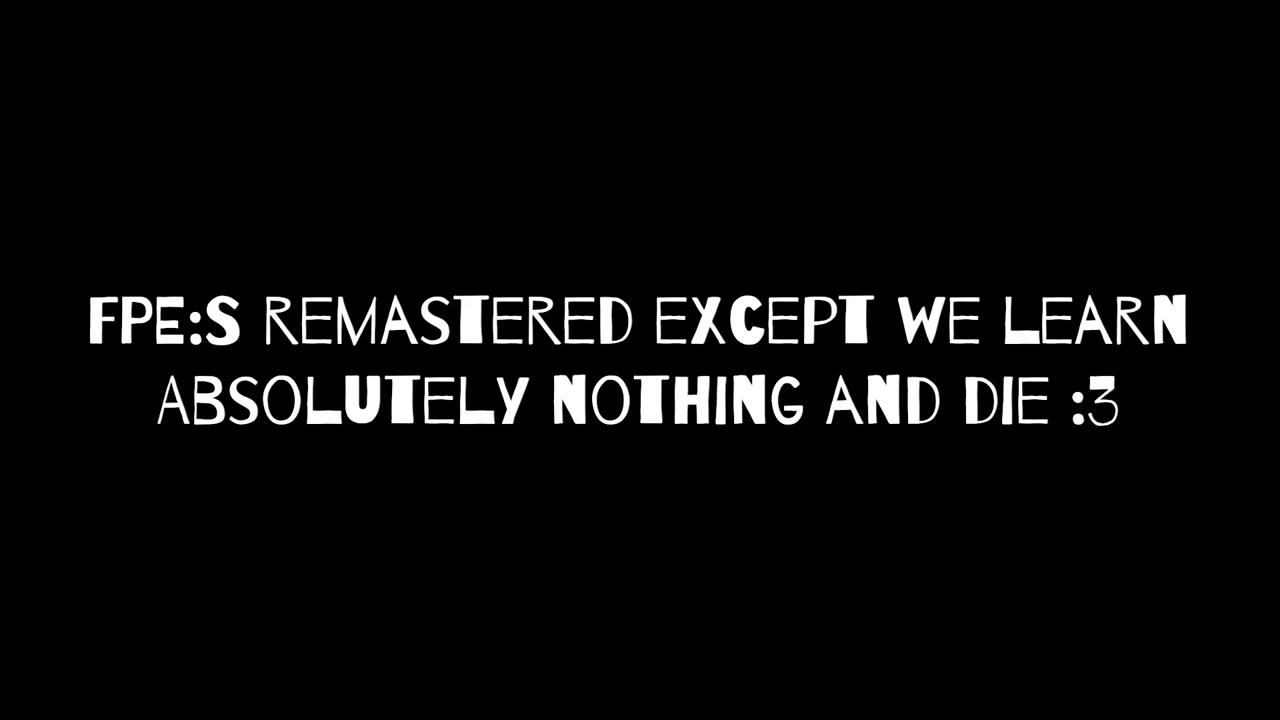 FPE:S REMASTERED EXCEPT WE LEARN
ABSOLUTELY NOTHING AND DIE :3